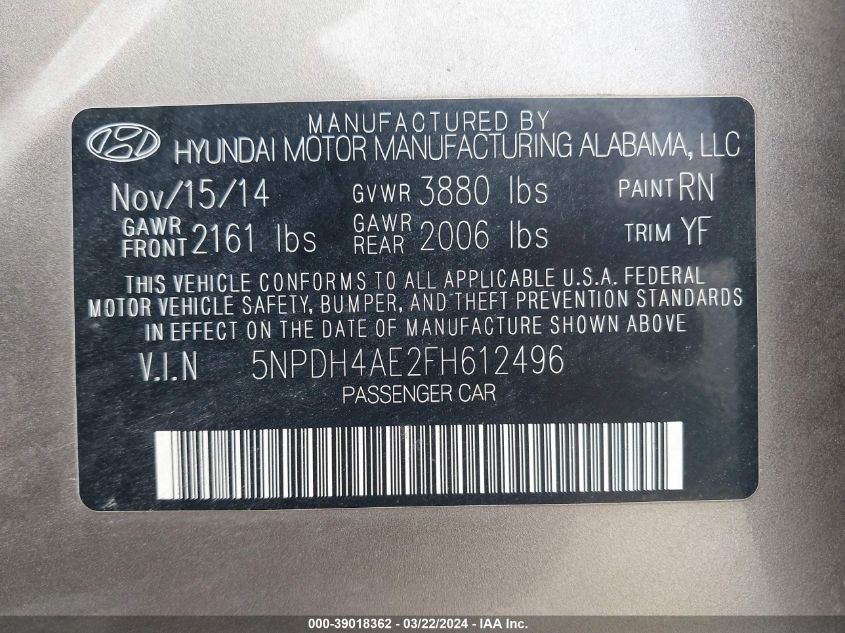 MANUFACTURED BY
HYUNDAI MOTOR MANUFACTURING ALABAMA, LLC
Nov/15/14 GVWR 3880 lbs PAINT RN
GAWR FRONT 2161 lbs GAWR REAR 2006 lbs TRIM YF
THIS VEHICLE CONFORMS TO ALL APPLICABLE U.S.A. FEDERAL
MOTOR VEHICLE SAFETY, BUMPER, AND THEFT PREVENTION STANDARDS
IN EFFECT ON THE DATE OF MANUFACTURE SHOWN ABOVE
V.I.N 5NPDH4AE2FH612496
PASSENGER CAR
000-39018362 - 03/22/2024 - IAA Inc.